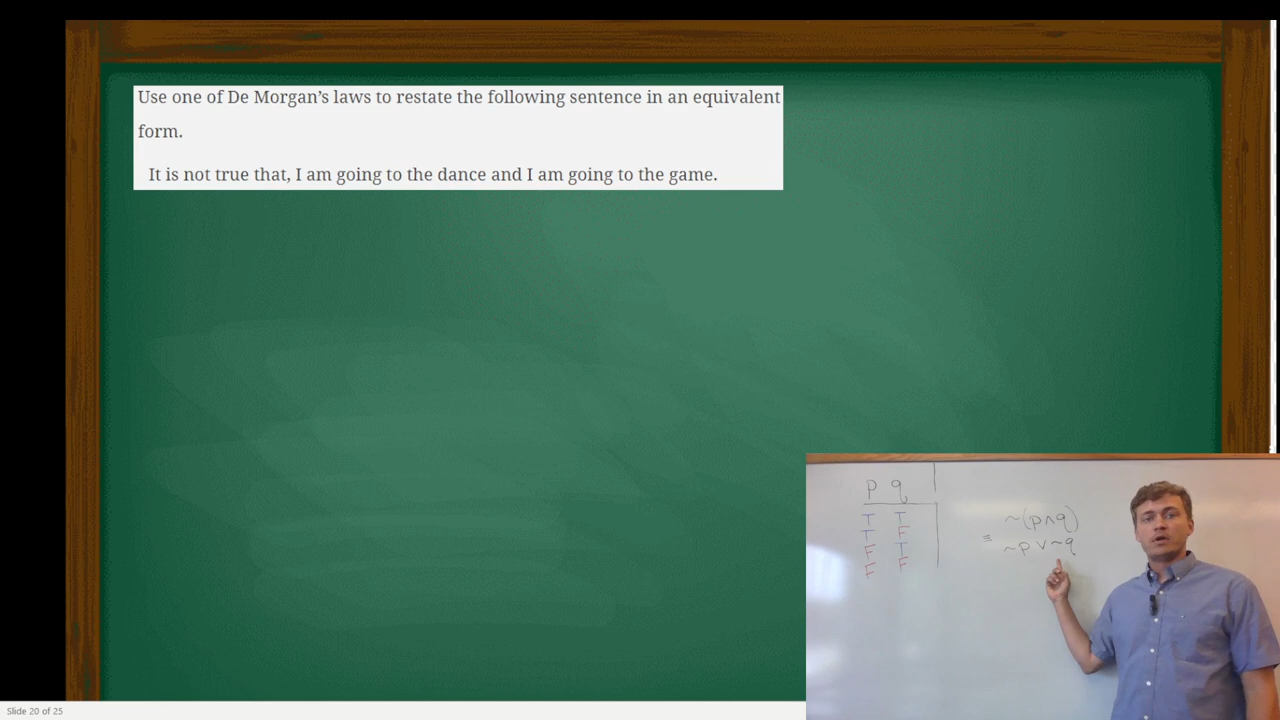 Use one of De Morgan’s laws to restate the following sentence in an equivalent
form.
It is not true that, I am going to the dance and I am going to the game.
p q
T T
T F
F T
F F
~(p∧q)
≡ ~p∨~q
Slide 20 of 25